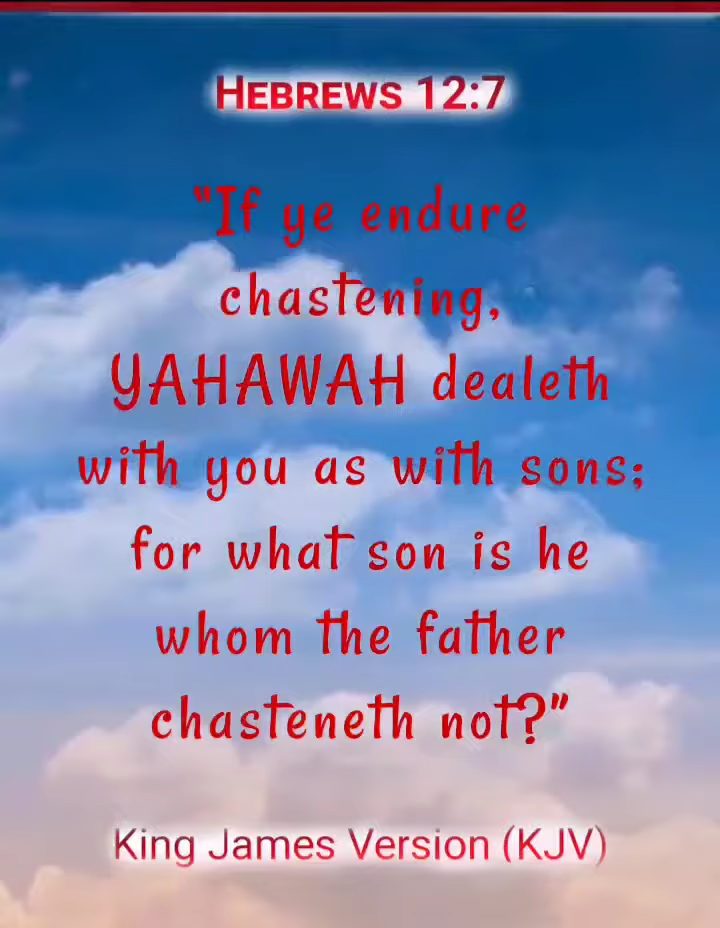 HEBREWS 12:7
"If ye endure
chastening,
YAHAWAH dealeth
with you as with sons;
for what son is he
whom the father
chasteneth not?"
King James Version (KJV)